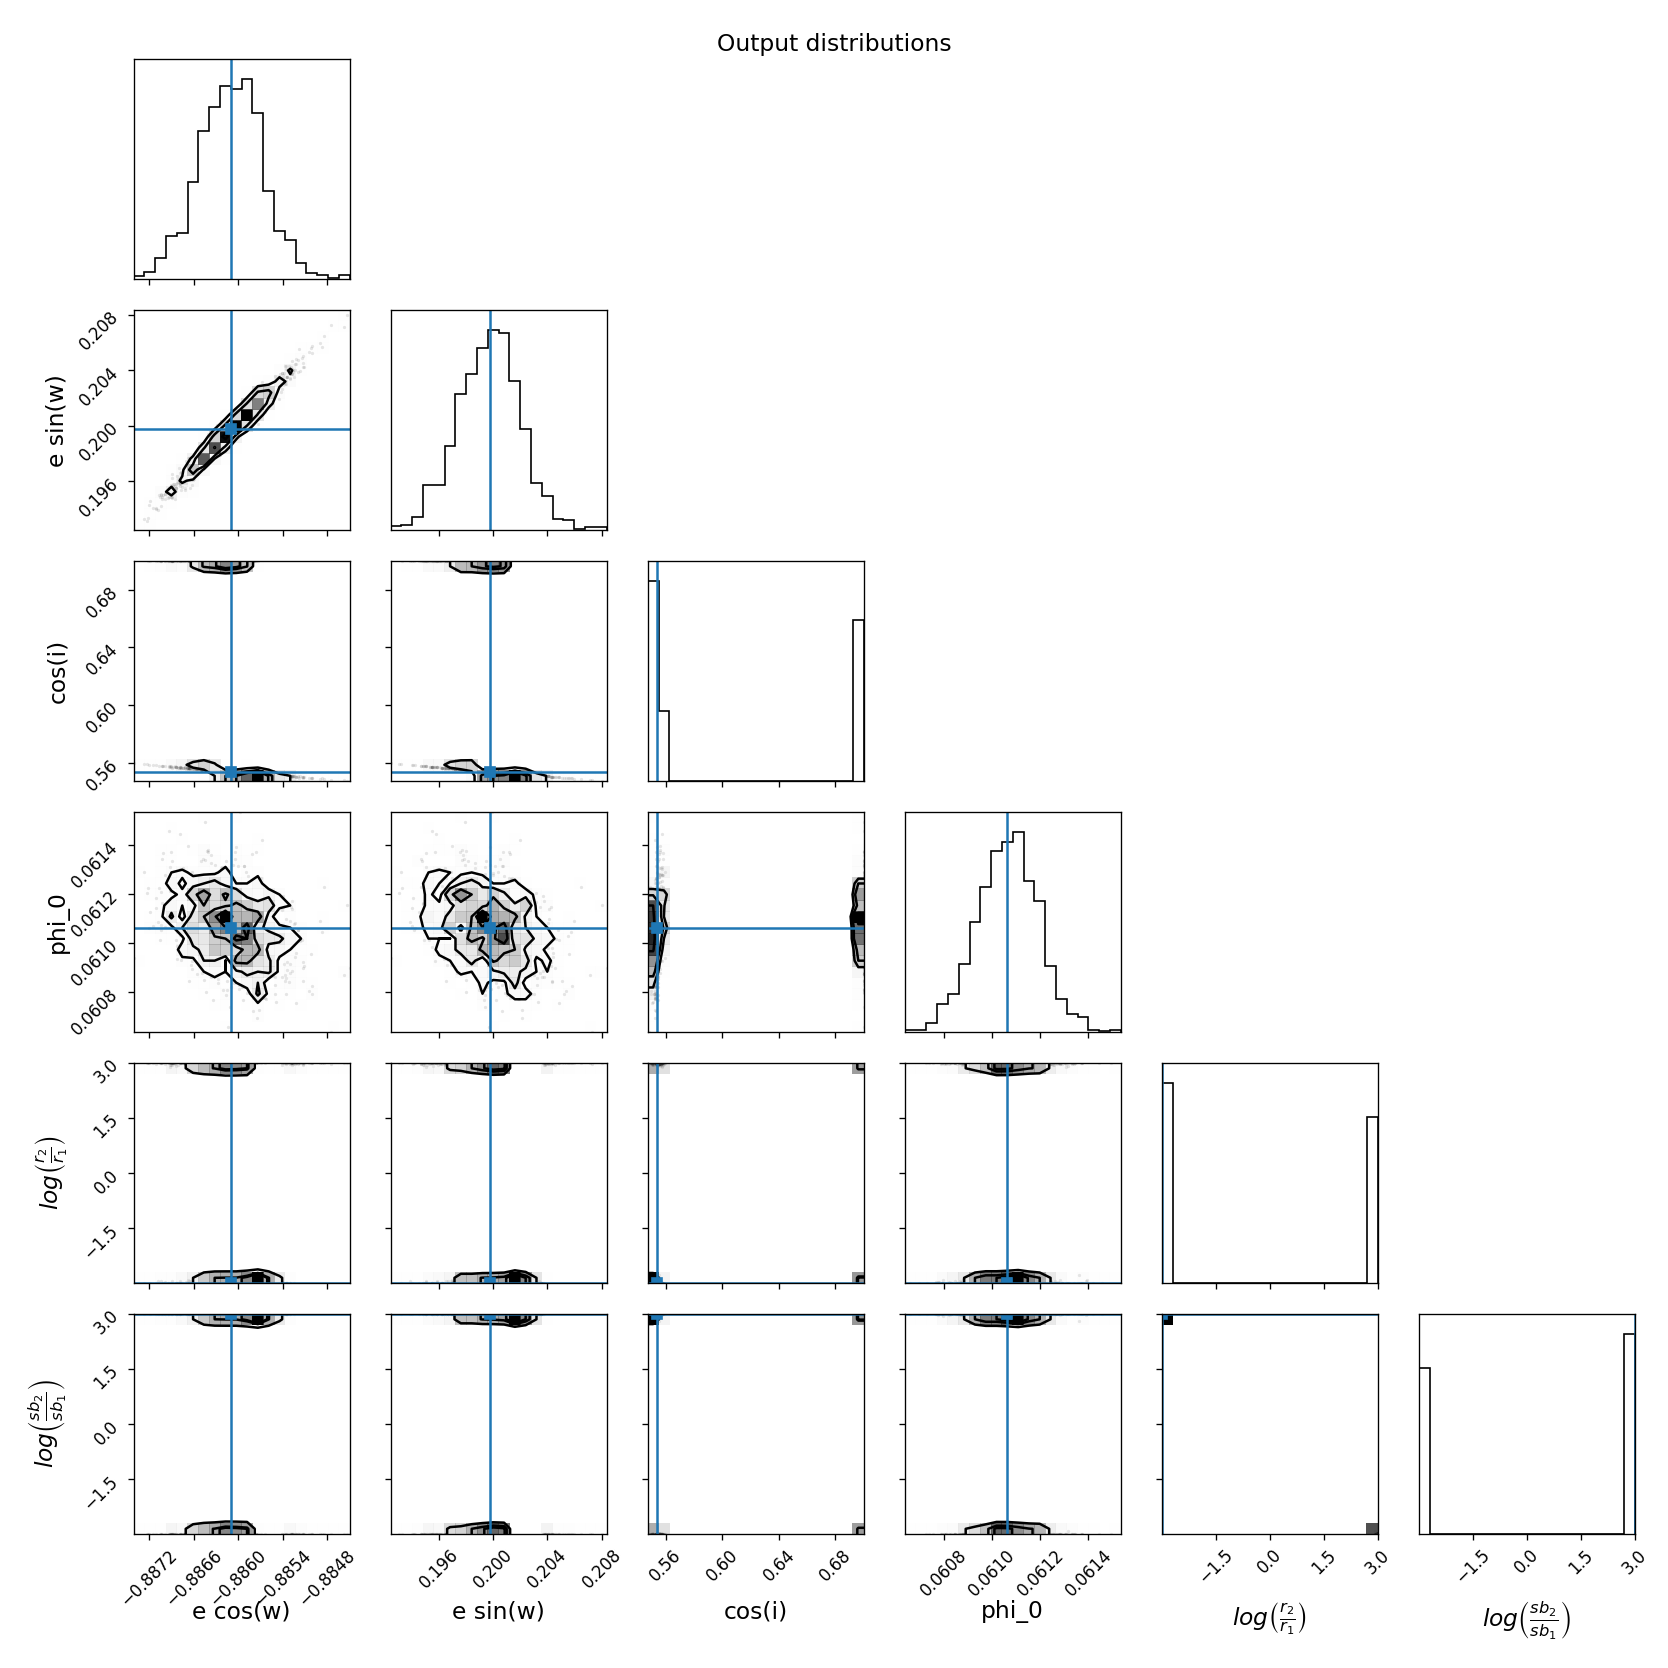 Output distributions
e sin(w)
0.208
0.204
0.200
0.196
cos(i)
0.68
0.64
0.60
0.56
phi_0
0.0614
0.0612
0.0610
0.0608
log(r₂/r₁)
3.0
1.5
0.0
−1.5
log(sb₂/sb₁)
3.0
1.5
0.0
−1.5
−0.8872 −0.8866 −0.8860 −0.8854 −0.8848
0.196 0.200 0.204 0.208
0.56 0.60 0.64 0.68
0.0608 0.0610 0.0612 0.0614
−1.5 0.0 1.5 3.0
−1.5 0.0 1.5 3.0
e cos(w)
e sin(w)
cos(i)
phi_0
log(r₂/r₁)
log(sb₂/sb₁)